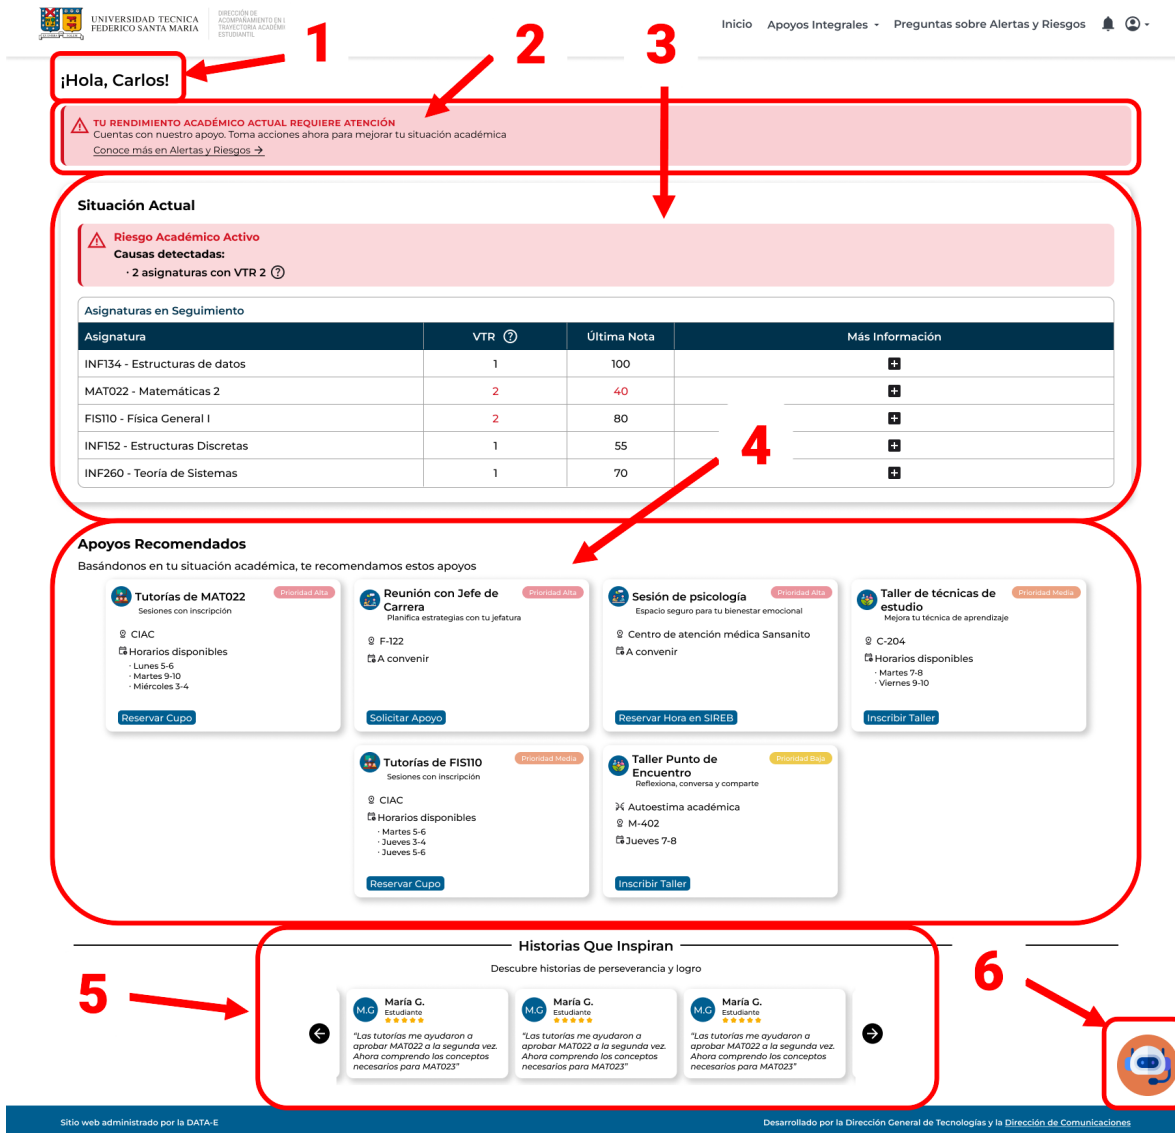 UNIVERSIDAD TECNICA
FEDERICO SANTA MARIA
DIRECCIÓN DE
ACOMPAÑAMIENTO EN
TRAYECTORIA
ESTUDIANTIL
Inicio
Apoyos Integrales
Preguntas sobre Alertas y Riesgos
1
2
3
¡Hola, Carlos!
TU RENDIMIENTO ACADÉMICO ACTUAL REQUIERE ATENCIÓN
Cuentas con nuestro apoyo. Toma acciones ahora para mejorar tu situación académica
Conoce más en Alertas y Riesgos →
Situación Actual
Riesgo Académico Activo
Causas detectadas:
· 2 asignaturas con VTR 2 ?
Asignaturas en Seguimiento
Asignatura VTR ? Última Nota Más Información
INF134 - Estructuras de datos 1 100 +
MAT022 - Matemáticas 2 2 40 +
FIS110 - Física General I 2 80 +
INF152 - Estructuras Discretas 1 55 +
INF260 - Teoría de Sistemas 1 70 +
4
Apoyos Recomendados
Basándonos en tu situación académica, te recomendamos estos apoyos
Tutorías de MAT022
Prioridad Alta
Sesiones con inscripción
CIAC
Horarios disponibles
· Lunes 5-6
· Martes 9-10
· Miércoles 3-4
Reservar Cupo
Reunión con Jefe de
Carrera
Prioridad Alta
Planifica estrategias con tu jefatura
F-122
A convenir
Solicitar Apoyo
Sesión de psicología
Prioridad Alta
Espacio seguro para tu bienestar emocional
Centro de atención médica Sansanito
A convenir
Reservar Hora en SIREB
Taller de técnicas de
estudio
Prioridad Media
Mejora tu técnica de aprendizaje
C-204
Horarios disponibles
· Martes 7-8
· Viernes 9-10
Inscribir Taller
Tutorías de FIS110
Prioridad Media
Sesiones con inscripción
CIAC
Horarios disponibles
· Martes 5-6
· Jueves 3-4
· Jueves 5-6
Reservar Cupo
Taller Punto de
Encuentro
Prioridad Baja
Reflexiona, conversa y comparte
Autoestima académica
M-402
Jueves 7-8
Inscribir Taller
Historias Que Inspiran
Descubre historias de perseverancia y logro
5
6
M.G
María G.
Estudiante
"Las tutorías me ayudaron a
aprobar MAT022 a la segunda vez.
Ahora comprendo los conceptos
necesarios para MAT023"
M.G
María G.
Estudiante
"Las tutorías me ayudaron a
aprobar MAT022 a la segunda vez.
Ahora comprendo los conceptos
necesarios para MAT023"
M.G
María G.
Estudiante
"Las tutorías me ayudaron a
aprobar MAT022 a la segunda vez.
Ahora comprendo los conceptos
necesarios para MAT023"
Sitio web administrado por la DATA-E
Desarrollado por la Dirección General de Tecnologías y la Dirección de Comunicaciones